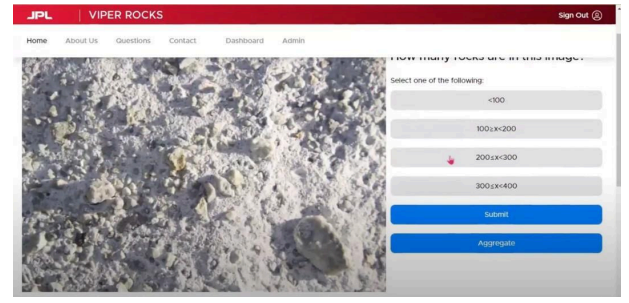 JPL VIPER ROCKS Sign Out
Home About Us Questions Contact Dashboard Admin
How many rocks are in this image?
Select one of the following:
<100
100≥x<200
200≤x<300
300≤x<400
Submit
Aggregate